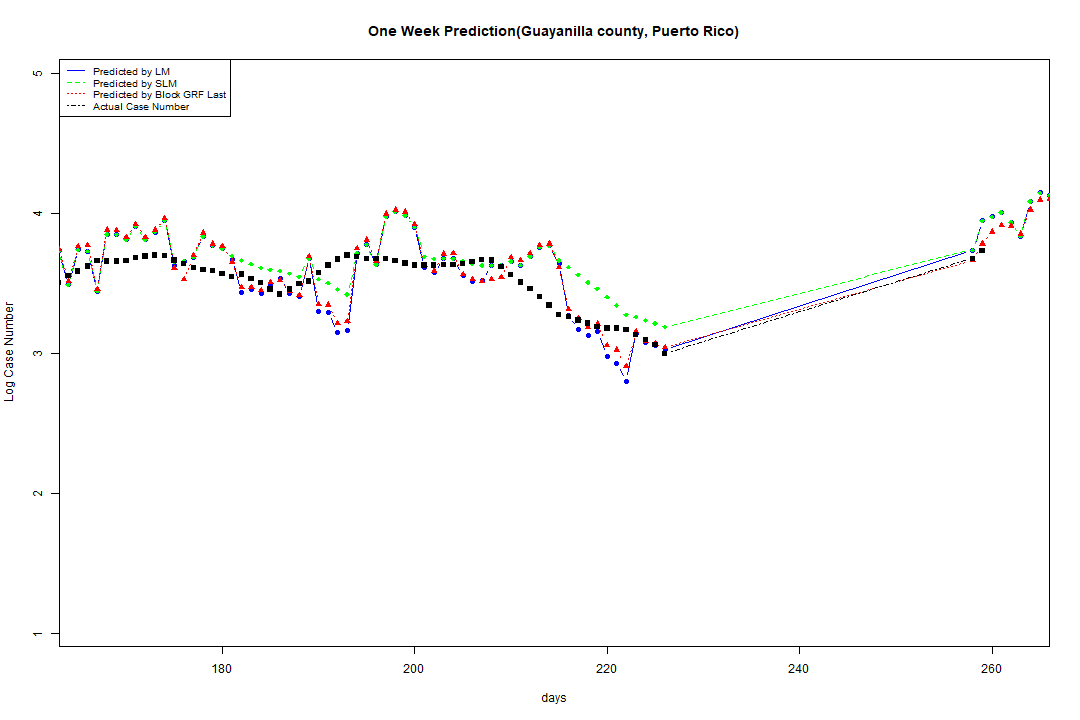 One Week Prediction(Guayanilla county, Puerto Rico)
Predicted by LM
Predicted by SLM
Predicted by Block GRF Last
Actual Case Number
5
4
3
2
1
Log Case Number
180 200 220 240 260
days